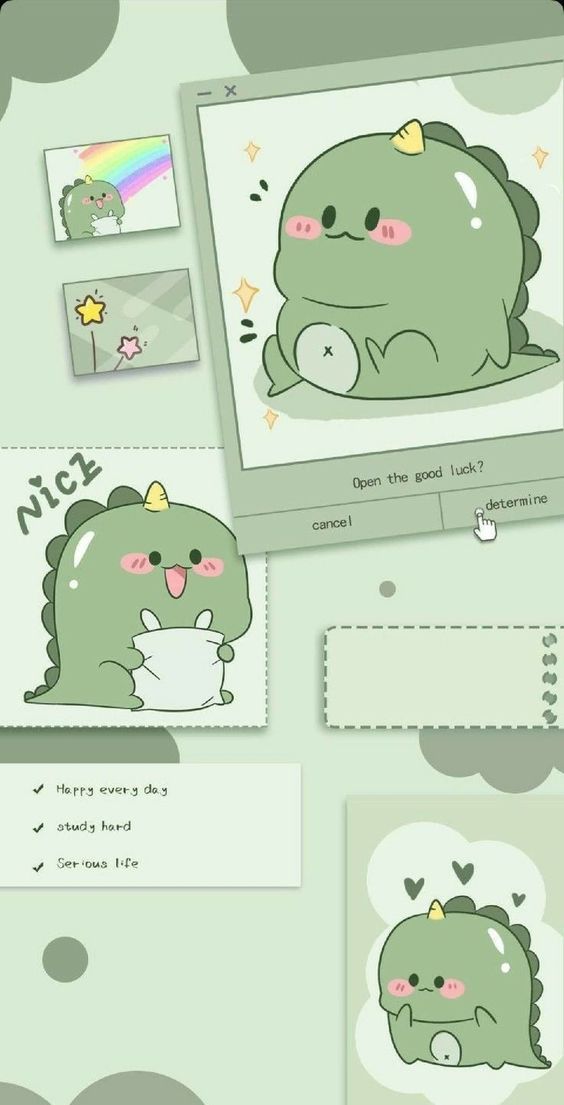 Open the good luck?
cancel
determine
NiCE
Happy every day
study hard
Serious life